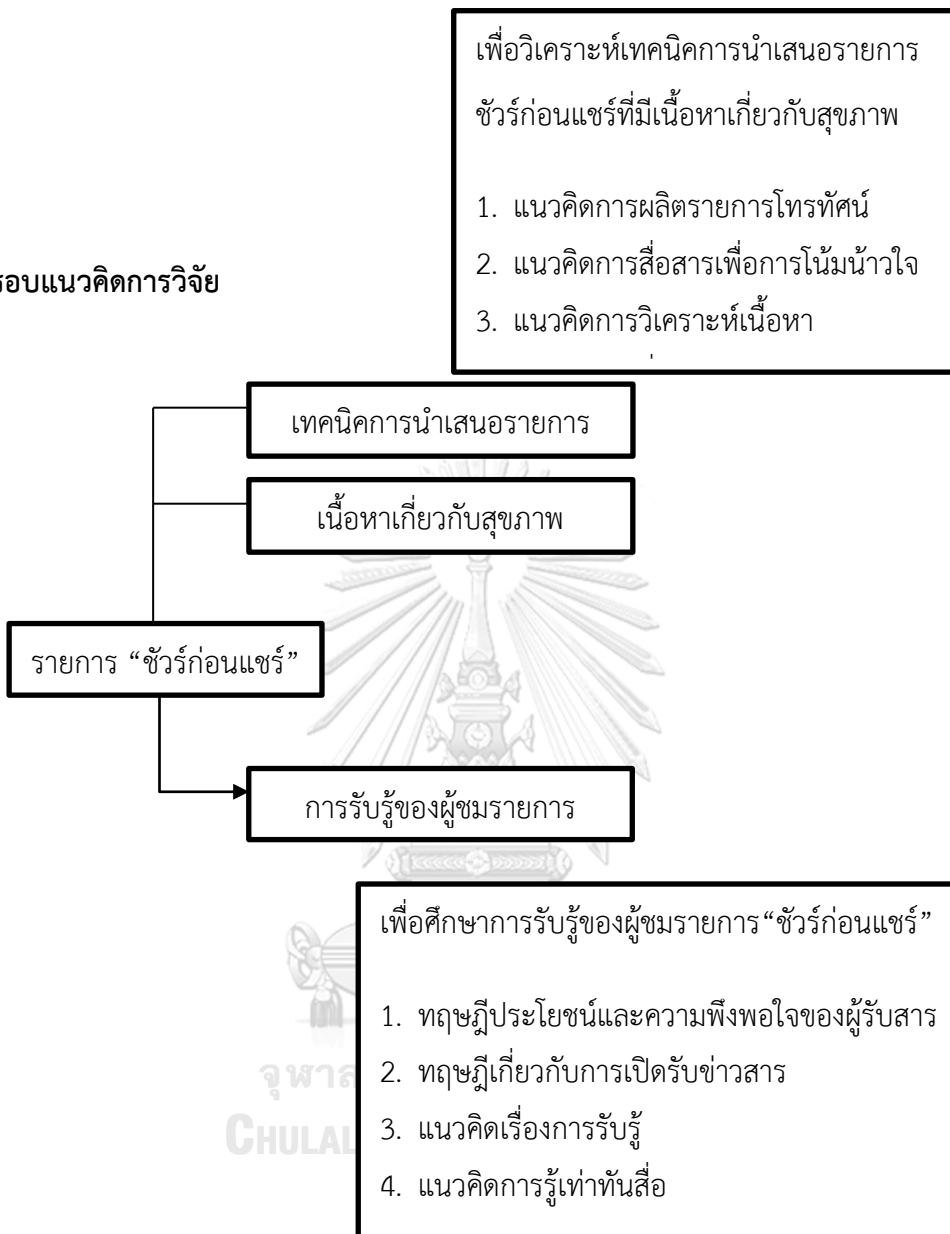 เพื่อวิเคราะห์เทคนิคการนำเสนอรายการ
ชัวร์ก่อนแชร์ที่มีเนื้อหาเกี่ยวกับสุขภาพ
1. แนวคิดการผลิตรายการโทรทัศน์
2. แนวคิดการสื่อสารเพื่อการโน้มน้าวใจ
3. แนวคิดการวิเคราะห์เนื้อหา
รอบแนวคิดการวิจัย
เทคนิคการนำเสนอรายการ
เนื้อหาเกี่ยวกับสุขภาพ
รายการ “ชัวร์ก่อนแชร์”
การรับรู้ของผู้ชมรายการ
เพื่อศึกษาการรับรู้ของผู้ชมรายการ“ชัวร์ก่อนแชร์”
1. ทฤษฎีประโยชน์และความพึงพอใจของผู้รับสาร
2. ทฤษฎีเกี่ยวกับการเปิดรับข่าวสาร
3. แนวคิดเรื่องการรับรู้
4. แนวคิดการรู้เท่าทันสื่อ
จุฬาล
CHULAL